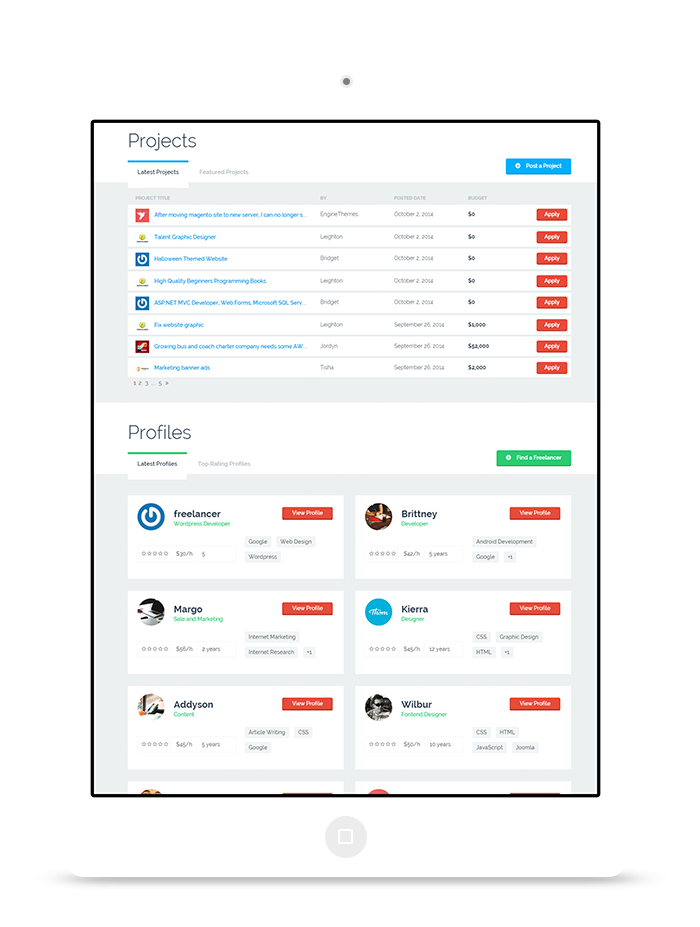 Projects
Latest Projects Featured Projects Post a Project
PROJECT TITLE BY POSTED DATE BUDGET
After moving magento site to new server, I can no longer s... EngineThemes October 2, 2014 $0 Apply
Talent Graphic Designer Leighton October 2, 2014 $0 Apply
Halloween Themed Website Bridget October 2, 2014 $0 Apply
High Quality Beginners Programming Books Leighton October 2, 2014 $0 Apply
ASP.NET MVC Developer, Web Forms, Microsoft SQL Serv... Bridget October 2, 2014 $0 Apply
Fix website graphic Leighton September 26, 2014 $1,000 Apply
Growing bus and coach charter company needs some AW... Jordyn September 26, 2014 $52,000 Apply
Marketing banner ads Tisha September 26, 2014 $2,000 Apply
1 2 3 ... 5 »
Profiles
Latest Profiles Top Rating Profiles Find a Freelancer
freelancer View Profile
Wordpress Developer
Google Web Design
$30/h 5
Wordpress
Brittney View Profile
Developer
Android Development
$42/h 5 years
Google +1
Margo View Profile
Sale and Marketing
Internet Marketing
$56/h 2 years
Internet Research +1
Thom
Kierra View Profile
Designer
CSS Graphic Design
$45/h 12 years
HTML +1
Addyson View Profile
Content
Article Writing CSS
$45/h 5 years
Google
Wilbur View Profile
Fontend Designer
CSS HTML
$50/h 10 years
JavaScript Joomla